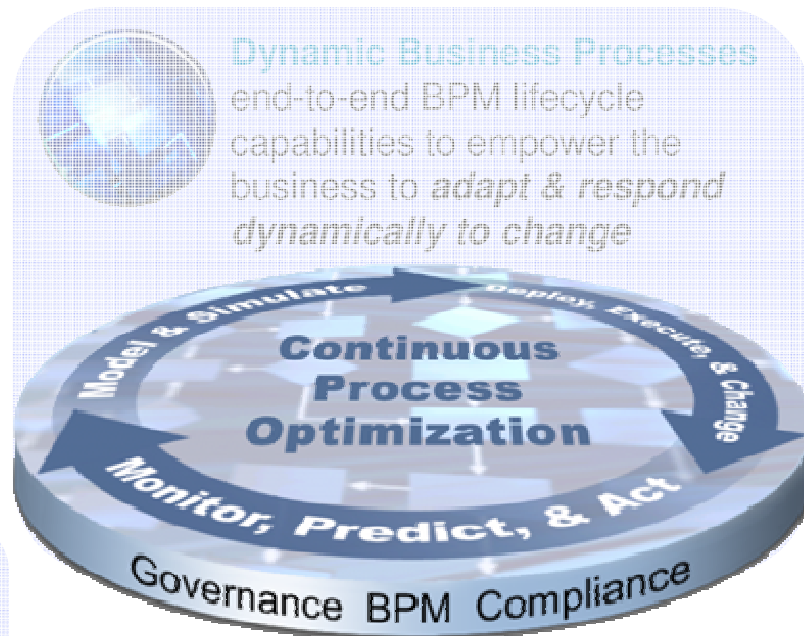 Dynamic Business Processes
end-to-end BPM lifecycle
capabilities to empower the
business to adapt & respond
dynamically to change
Model & Simulate
Deploy, Execute, & Change
Continuous
Process
Optimization
Monitor, Predict, & Act
Governance BPM Compliance